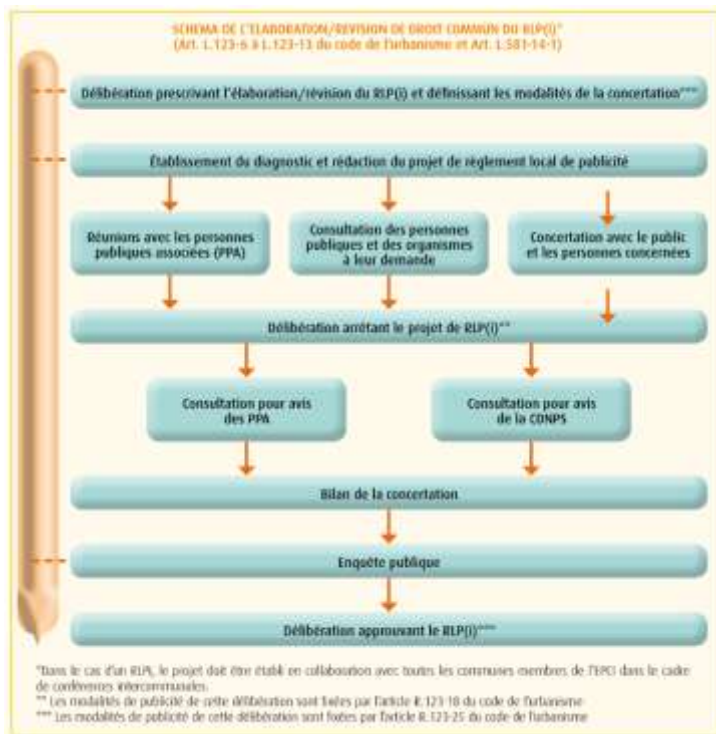 SCHEMA DE L'ELABORATION/REVISION DE DROIT COMMUN DU RLP(i)*
(Art. L.123-6 à L.123-13 du code de l'urbanisme et Art. L.581-14-1)
Délibération prescrivant l'élaboration/révision du RLP(i) et définissant les modalités de la concertation***
Établissement du diagnostic et rédaction du projet de règlement local de publicité
Réunions avec les personnes
publiques associées (PPA)
Consultation des personnes
publiques et des organismes
à leur demande
Concertation avec le public
et les personnes concernées
Délibération arrêtant le projet de RLP(i)**
Consultation pour avis
des PPA
Consultation pour avis
de la CDNPS
Bilan de la concertation
Enquête publique
Délibération approuvant le RLP(i)***
*Dans le cas d'un RLPi, le projet doit être établi en collaboration avec toutes les communes membres de l'EPCI dans le cadre
de conférences intercommunales.
** Les modalités de publicité de cette délibération sont fixées par l'article R.123-18 du code de l'urbanisme
*** Les modalités de publicité de cette délibération sont fixées par l'article R.123-25 du code de l'urbanisme